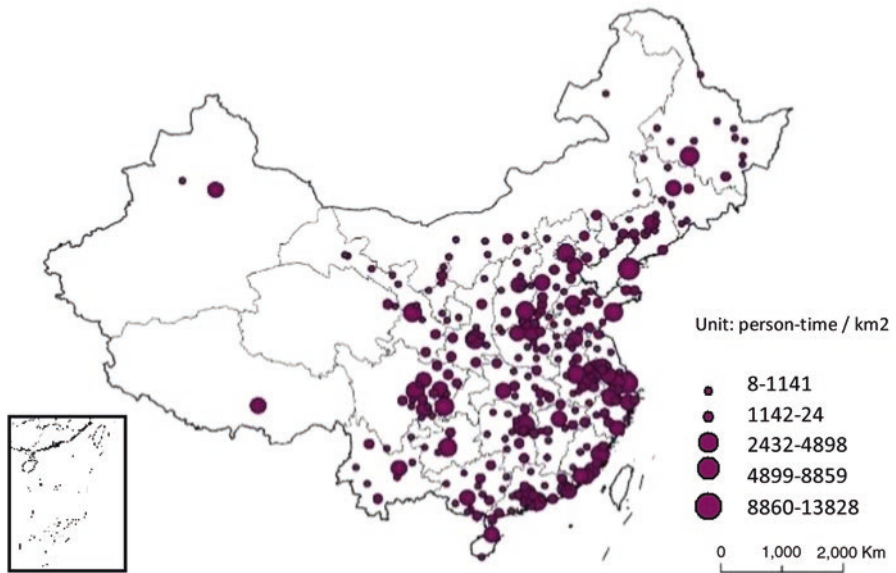 Unit: person-time / km2
8-1141
1142-24
2432-4898
4899-8859
8860-13828
0 1,000 2,000 Km